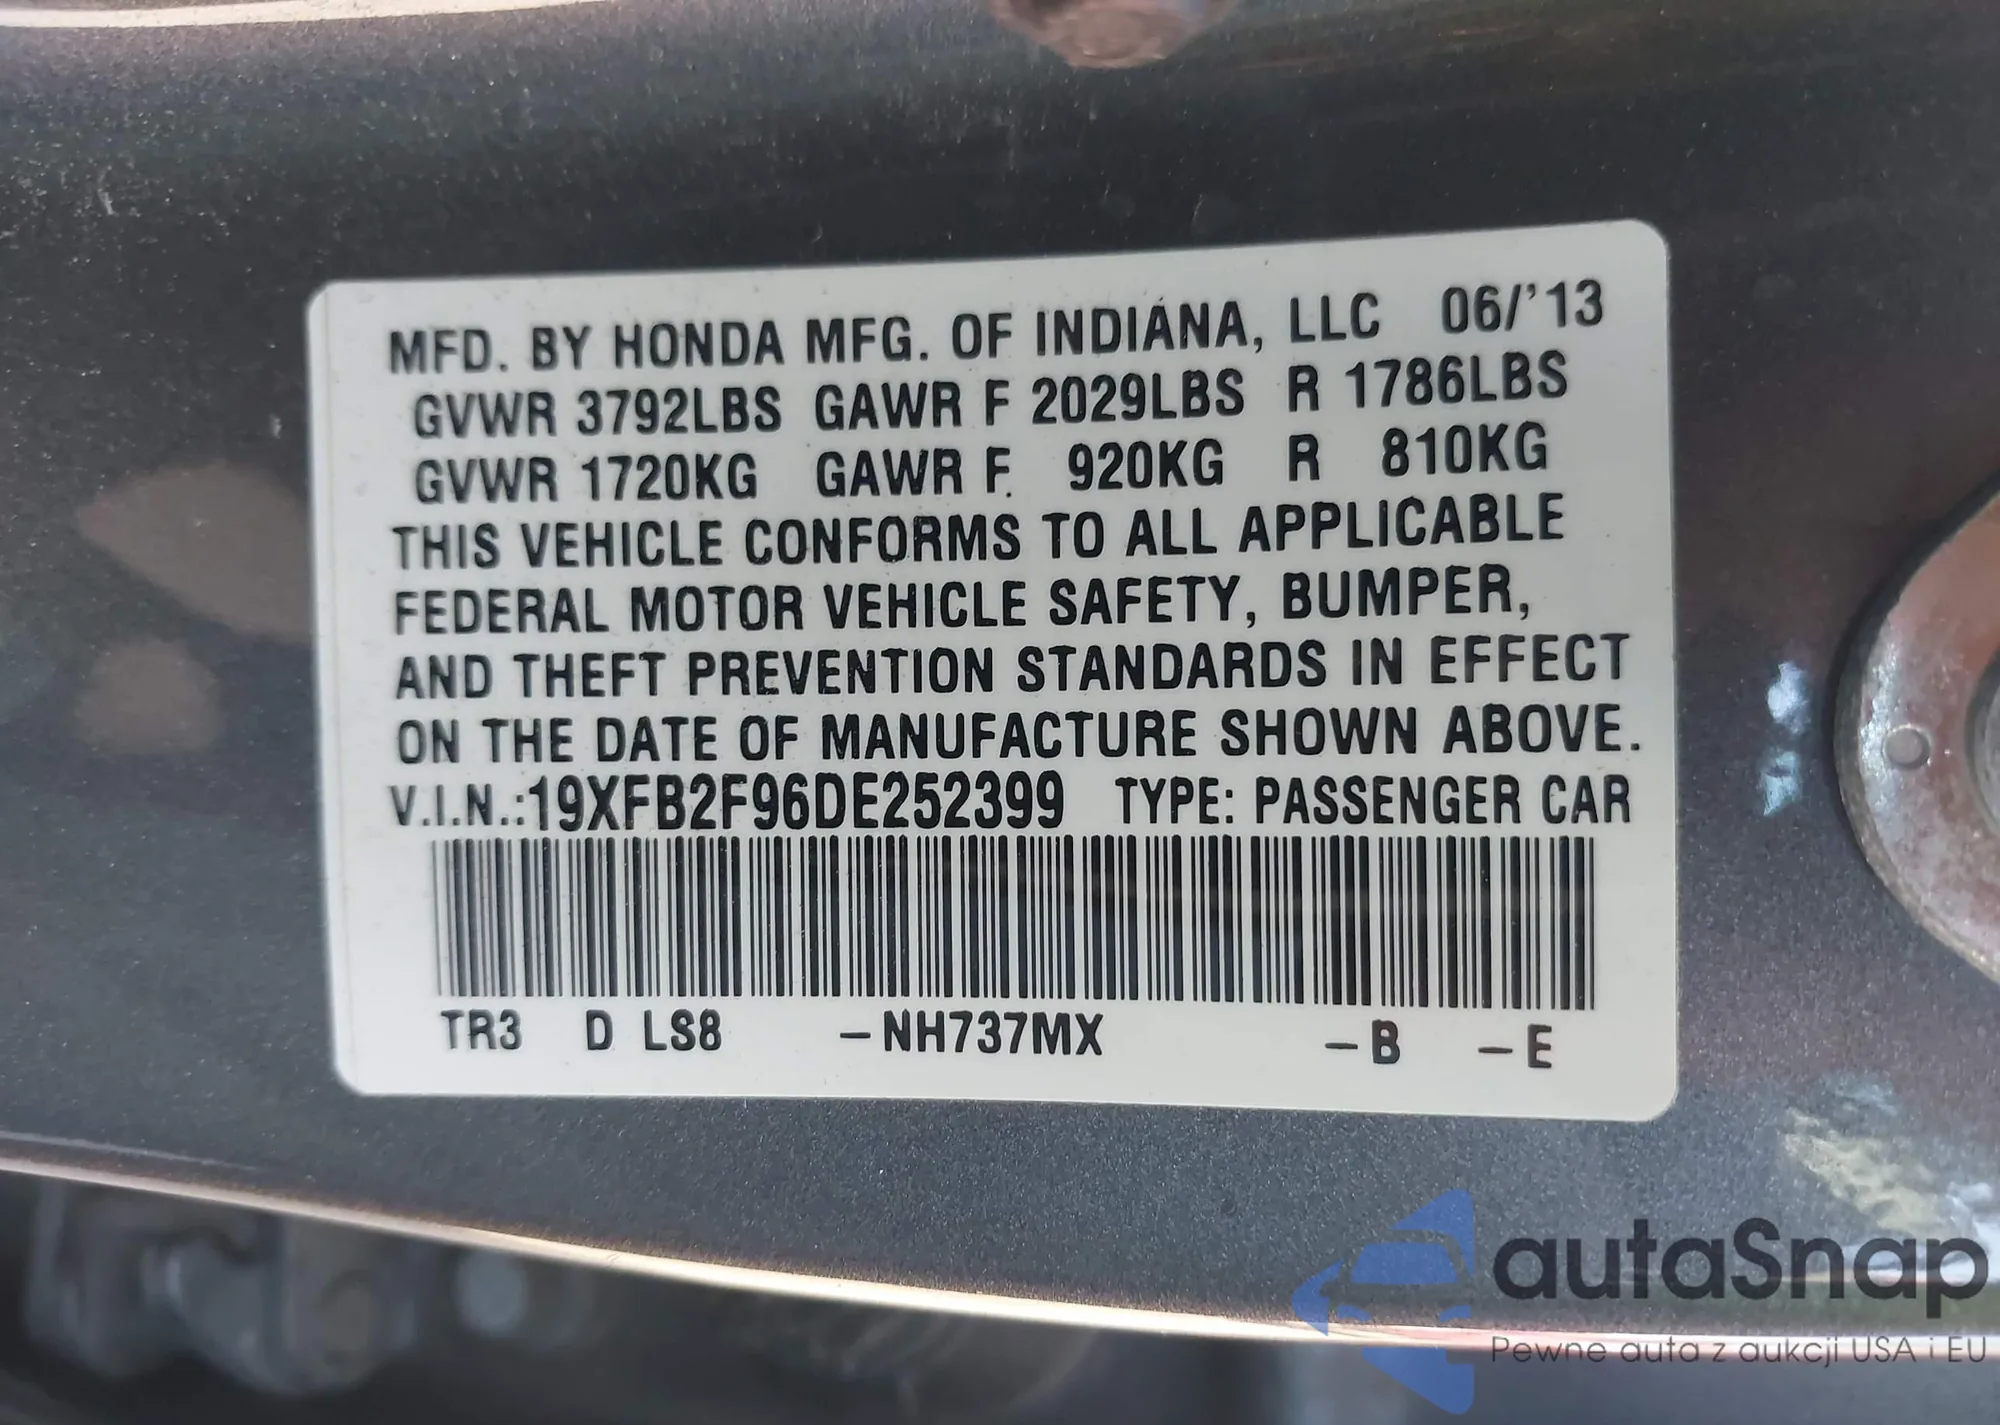 MFD. BY HONDA MFG. OF INDIANA, LLC 06/'13
GVWR 3792LBS GAWR F 2029LBS R 1786LBS
GVWR 1720KG GAWR F 920KG R 810KG
THIS VEHICLE CONFORMS TO ALL APPLICABLE
FEDERAL MOTOR VEHICLE SAFETY, BUMPER,
AND THEFT PREVENTION STANDARDS IN EFFECT
ON THE DATE OF MANUFACTURE SHOWN ABOVE.
V.I.N.:19XFB2F96DE252399 TYPE: PASSENGER CAR
TR3 D LS8 –NH737MX –B –E
autaSnap
Pewne auta z aukcji USA i EU